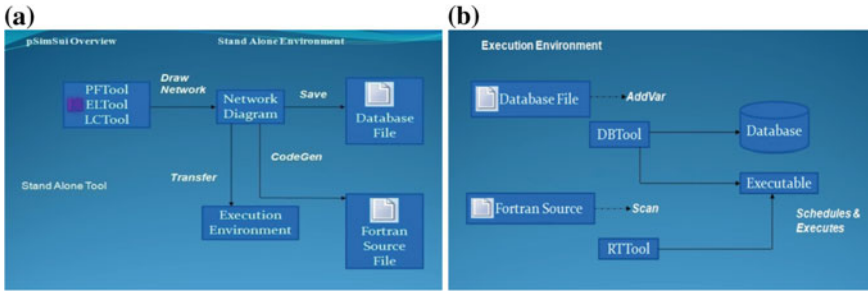 (a)
pSimSui Overview
Stand Alone Environment
PFTool
ELTool
LCTool
Draw
Network
Network
Diagram
Save
Database
File
CodeGen
Transfer
Stand Alone Tool
Execution
Environment
Fortran
Source
File
(b)
Execution Environment
Database File
AddVar
DBTool
Database
Executable
Fortran Source
Scan
Schedules &
Executes
RTTool